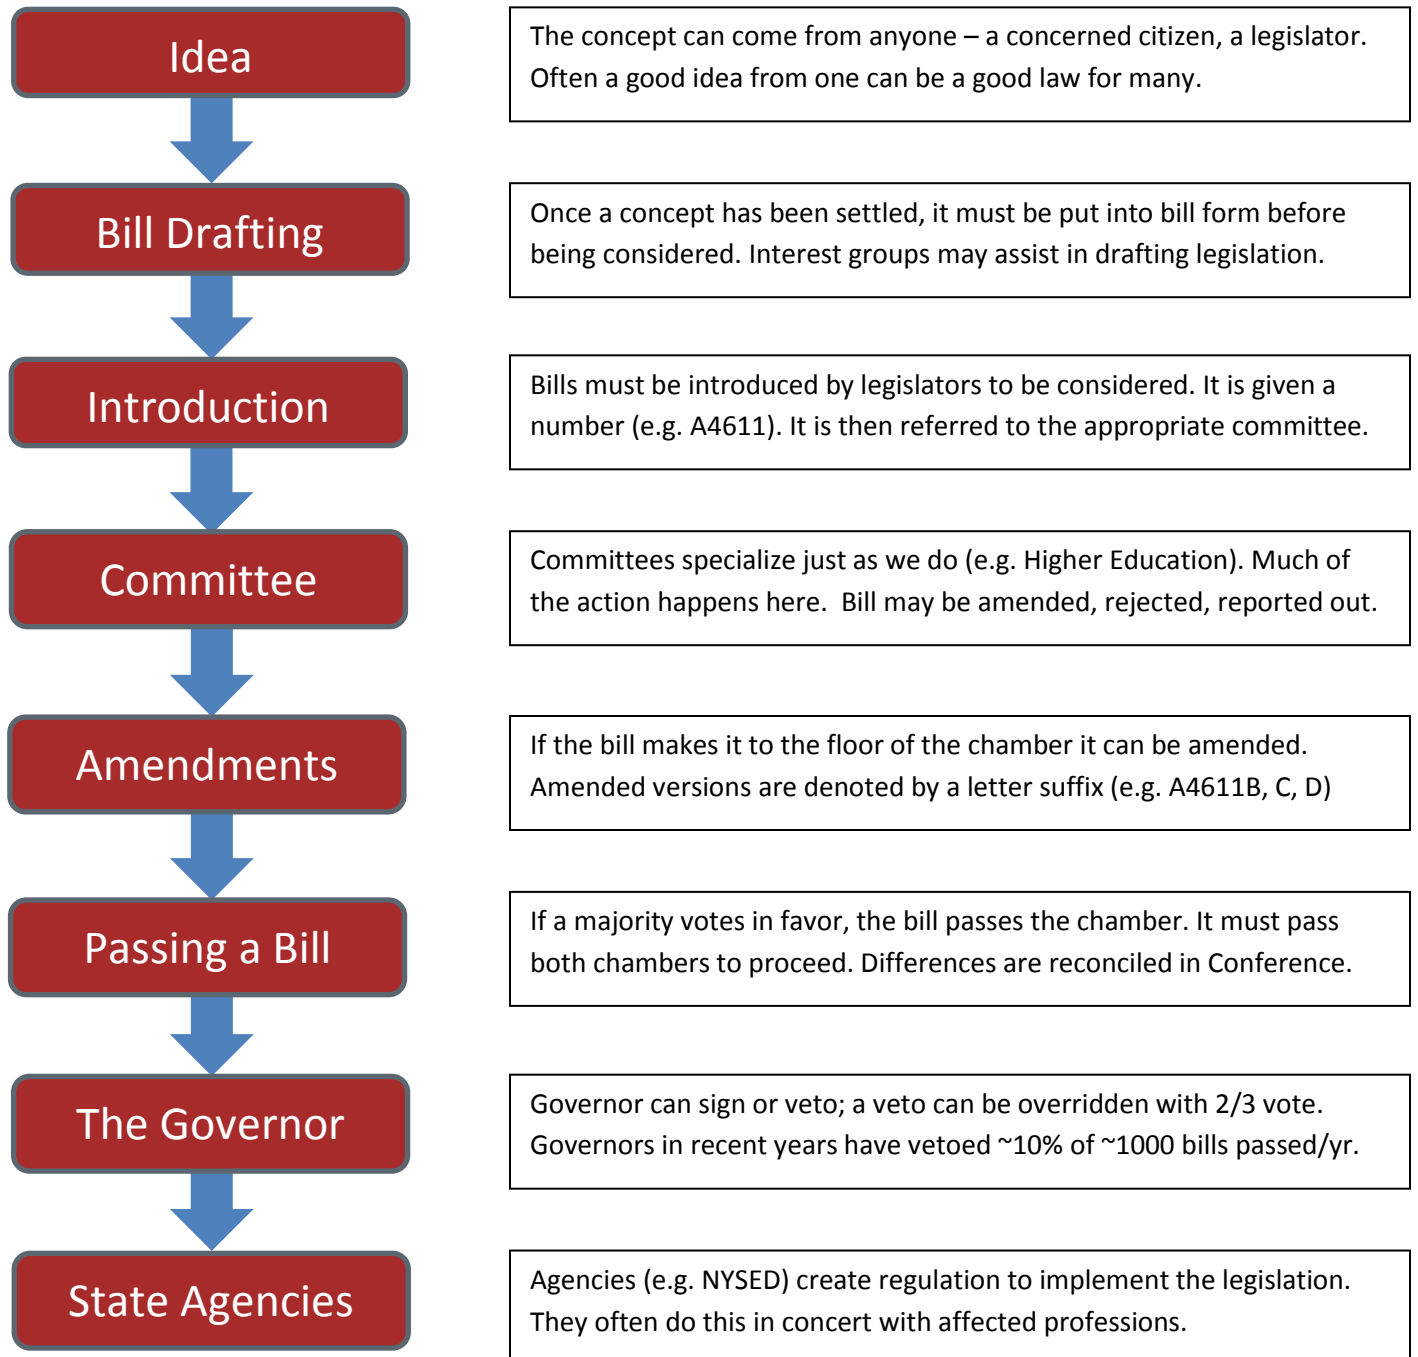 Idea
The concept can come from anyone – a concerned citizen, a legislator.
Often a good idea from one can be a good law for many.
Bill Drafting
Once a concept has been settled, it must be put into bill form before
being considered. Interest groups may assist in drafting legislation.
Introduction
Bills must be introduced by legislators to be considered. It is given a
number (e.g. A4611). It is then referred to the appropriate committee.
Committee
Committees specialize just as we do (e.g. Higher Education). Much of
the action happens here.  Bill may be amended, rejected, reported out.
Amendments
If the bill makes it to the floor of the chamber it can be amended.
Amended versions are denoted by a letter suffix (e.g. A4611B, C, D)
Passing a Bill
If a majority votes in favor, the bill passes the chamber. It must pass
both chambers to proceed. Differences are reconciled in Conference.
The Governor
Governor can sign or veto; a veto can be overridden with 2/3 vote.
Governors in recent years have vetoed ~10% of ~1000 bills passed/yr.
State Agencies
Agencies (e.g. NYSED) create regulation to implement the legislation.
They often do this in concert with affected professions.